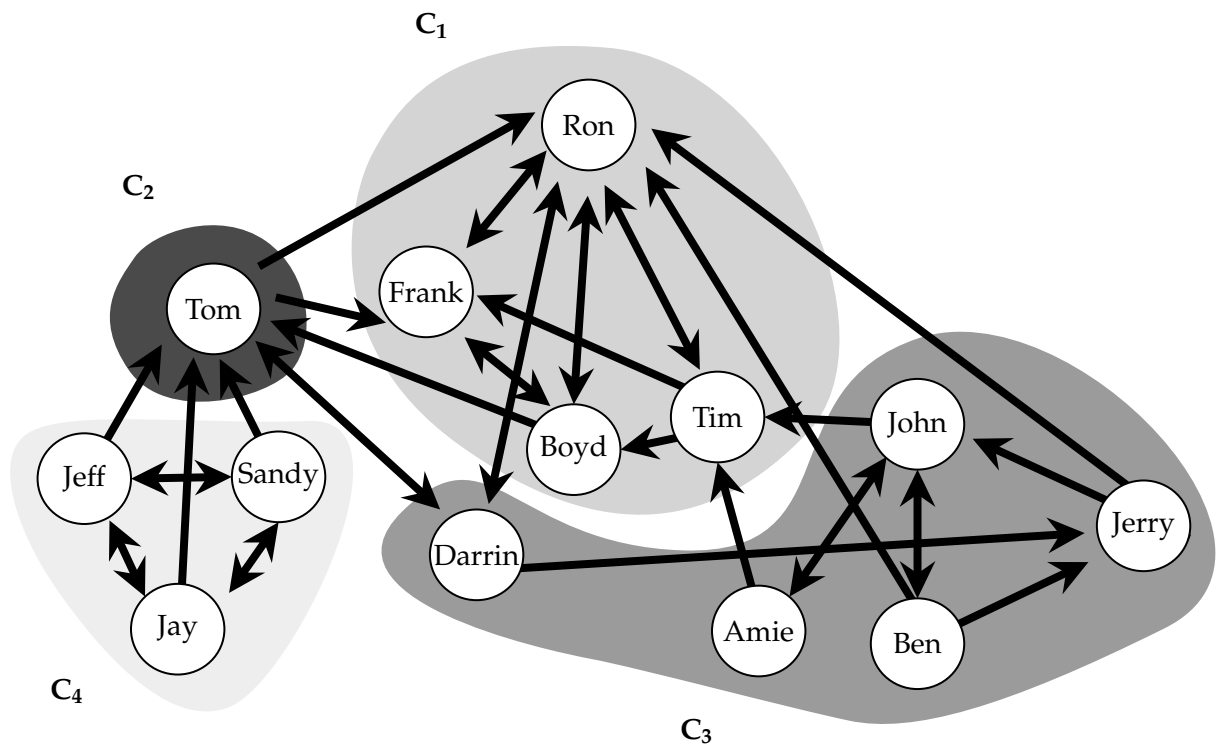 C1
Ron
C2
Tom
Frank
Jeff
Sandy
Boyd
Tim
John
Jerry
Darrin
Jay
Amie
Ben
C4
C3